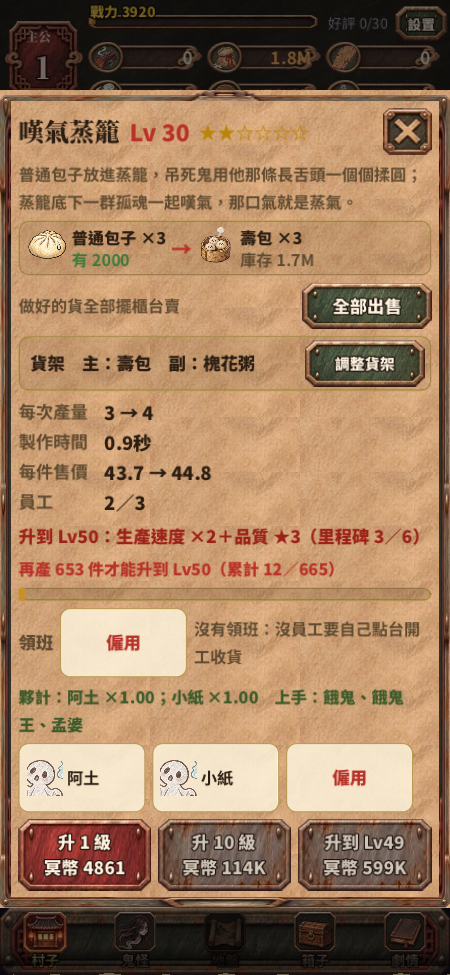 戰力.3920
好評 0/30
設置
主公
1
0
1.8M
0
嘆氣蒸籠 Lv 30 ★★☆☆☆☆
普通包子放進蒸籠，吊死鬼用他那條長舌頭一個個揉圓；
蒸籠底下一群孤魂一起嘆氣，那口氣就是蒸氣。
普通包子 ×3
有 2000
→
壽包 ×3
庫存 1.7M
做好的貨全部擺櫃台賣
全部出售
貨架 主：壽包 副：槐花粥
調整貨架
每次產量 3 → 4
製作時間 0.9秒
每件售價 43.7 → 44.8
員工 2／3
升到 Lv50：生產速度 ×2＋品質 ★3（里程碑 3／6）
再產 653 件才能升到 Lv50（累計 12／665）
領班
僱用
沒有領班：沒員工要自己點台開
工收貨
夥計：阿土 ×1.00；小紙 ×1.00 上手：餓鬼、餓鬼
王、孟婆
阿土
小紙
僱用
升 1 級
冥幣 4861
升 10 級
冥幣 114K
升到 Lv49
冥幣 599K
村子
鬼怪
箱子
劇情